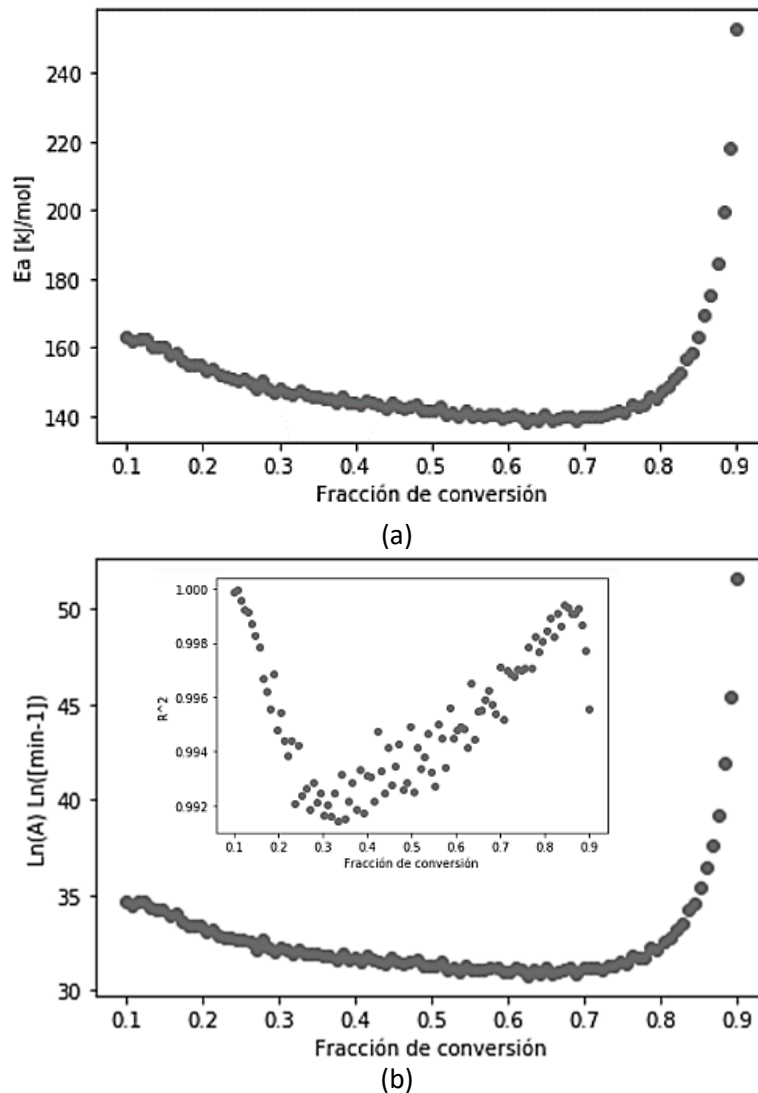 240
220
200
180
160
140
Ea [kJ/mol]
0.1 0.2 0.3 0.4 0.5 0.6 0.7 0.8 0.9
Fracción de conversión
(a)
50
45
40
35
30
Ln(A) Ln([min-1])
1.000
0.998
0.996
0.994
0.992
R^2
0.1 0.2 0.3 0.4 0.5 0.6 0.7 0.8 0.9
Fracción de conversión
0.1 0.2 0.3 0.4 0.5 0.6 0.7 0.8 0.9
Fracción de conversión
(b)